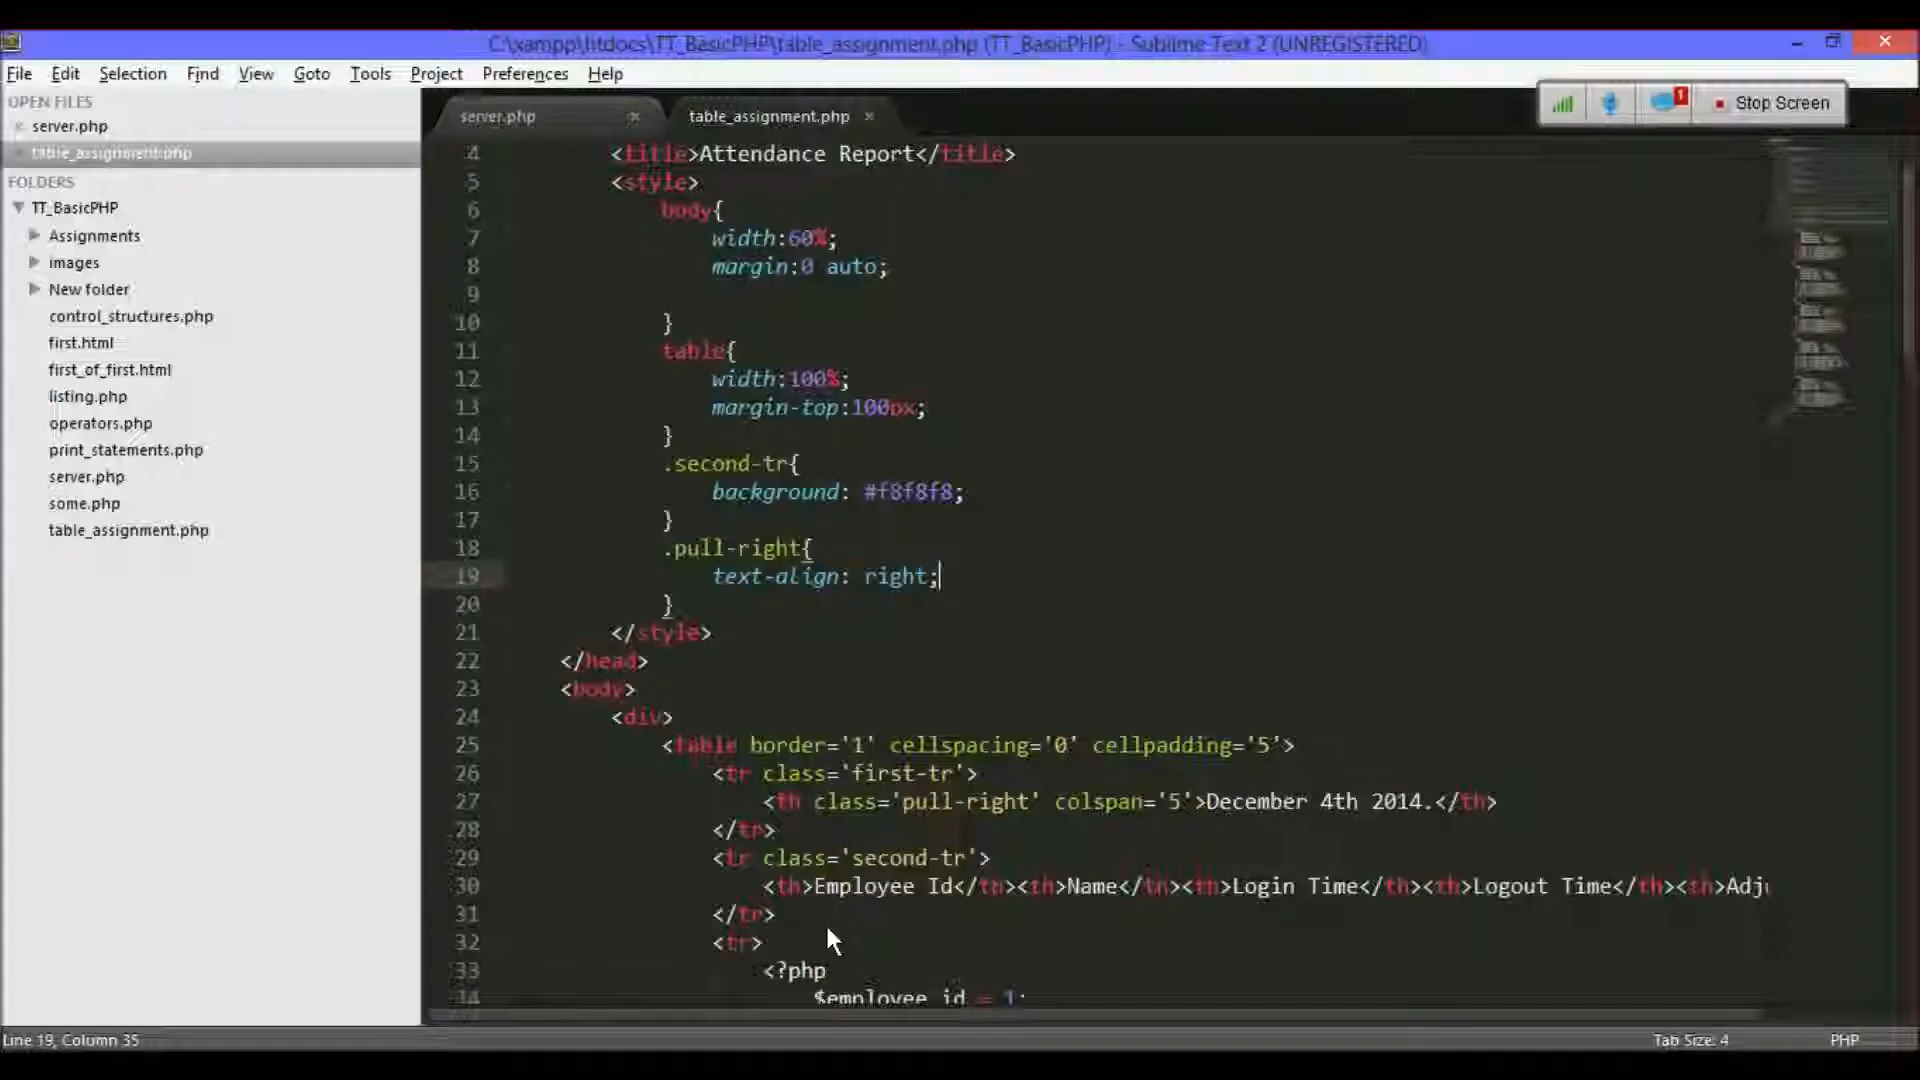 C:\xampp\htdocs\TT_BasicPHP\table_assignment.php (TT_BasicPHP) - Sublime Text 2 (UNREGISTERED)
File Edit Selection Find View Goto Tools Project Preferences Help
OPEN FILES
server.php
table_assignment.php
FOLDERS
TT_BasicPHP
Assignments
images
New folder
control_structures.php
first.html
first_of_first.html
listing.php
operators.php
print_statements.php
server.php
some.php
table_assignment.php
server.php table_assignment.php
1 Stop Screen
4 <title>Attendance Report</title>
5 <style>
6 body{
7 width:60%;
8 margin:0 auto;
9
10 }
11 table{
12 width:100%;
13 margin-top:100px;
14 }
15 .second-tr{
16 background: #f8f8f8;
17 }
18 .pull-right{
19 text-align: right;
20 }
21 </style>
22 </head>
23 <body>
24 <div>
25 <table border='1' cellspacing='0' cellpadding='5'>
26 <tr class='first-tr'>
27 <th class='pull-right' colspan='5'>December 4th 2014.</th>
28 </tr>
29 <tr class='second-tr'>
30 <th>Employee Id</th><th>Name</th><th>Login Time</th><th>Logout Time</th><th>Adj
31 </tr>
32 <tr>
33 <?php
34 $employee_id = 1;
Line 19, Column 35 Tab Size: 4 PHP